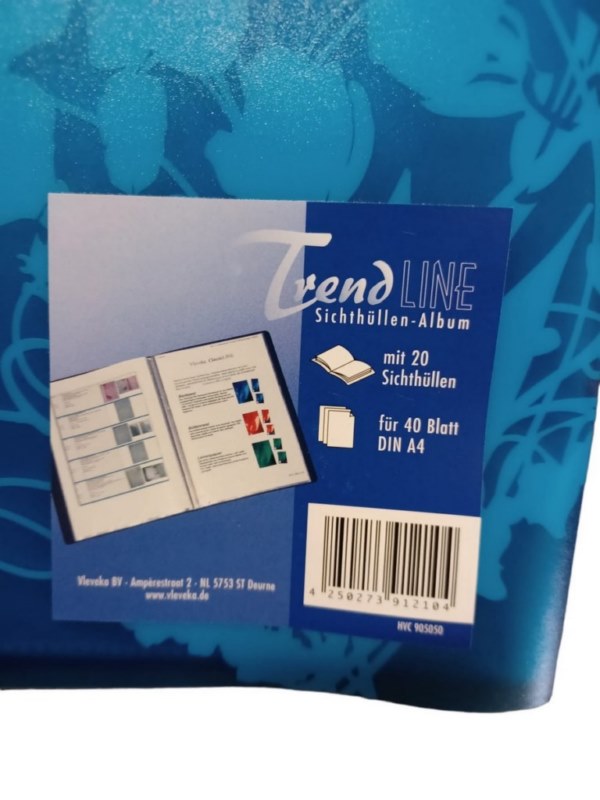 Trend LINE
Sichthüllen-Album
mit 20
Sichthüllen
für 40 Blatt
DIN A4
Vleveka BV - Ampèrestraat 2 - NL 5753 ST Deurne
www.vleveka.de
4 250273 912104
HVC 905050